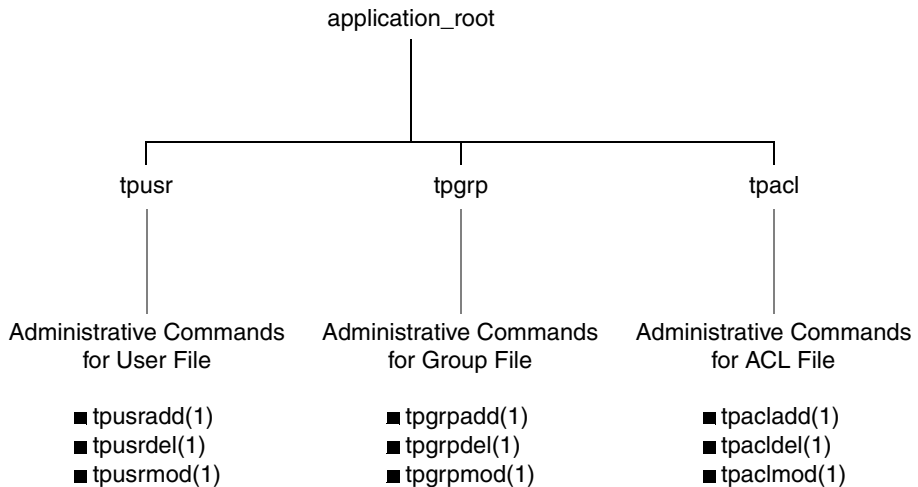 application_root
tpusr
tpgrp
tpacl
Administrative Commands
for User File
Administrative Commands
for Group File
Administrative Commands
for ACL File
■ tpusradd(1)
■ tpusrdel(1)
■ tpusrmod(1)
■ tpgrpadd(1)
■ tpgrpdel(1)
■ tpgrpmod(1)
■ tpacladd(1)
■ tpacldel(1)
■ tpaclmod(1)